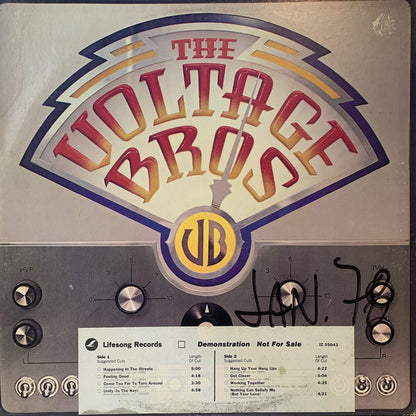 THE
VOLTAGE
BROS
VB
HVP
JAN. 78
Lifesong Records
Demonstration Not For Sale
JZ 35042
Side 1
Suggested Cuts
Length
Of Cut
Happening In The Streets 5:00
Feeling Good 4:18
Come Too Far To Turn Around 3:30
Unity (Is The Key) 4:58
Side 2
Suggested Cuts
Length
Of Cut
Hang Up Your Hang Ups 4:22
Get Closer 5:04
Working Together 4:25
Nothing Can Satisfy Me
(But Your Love) 4:21